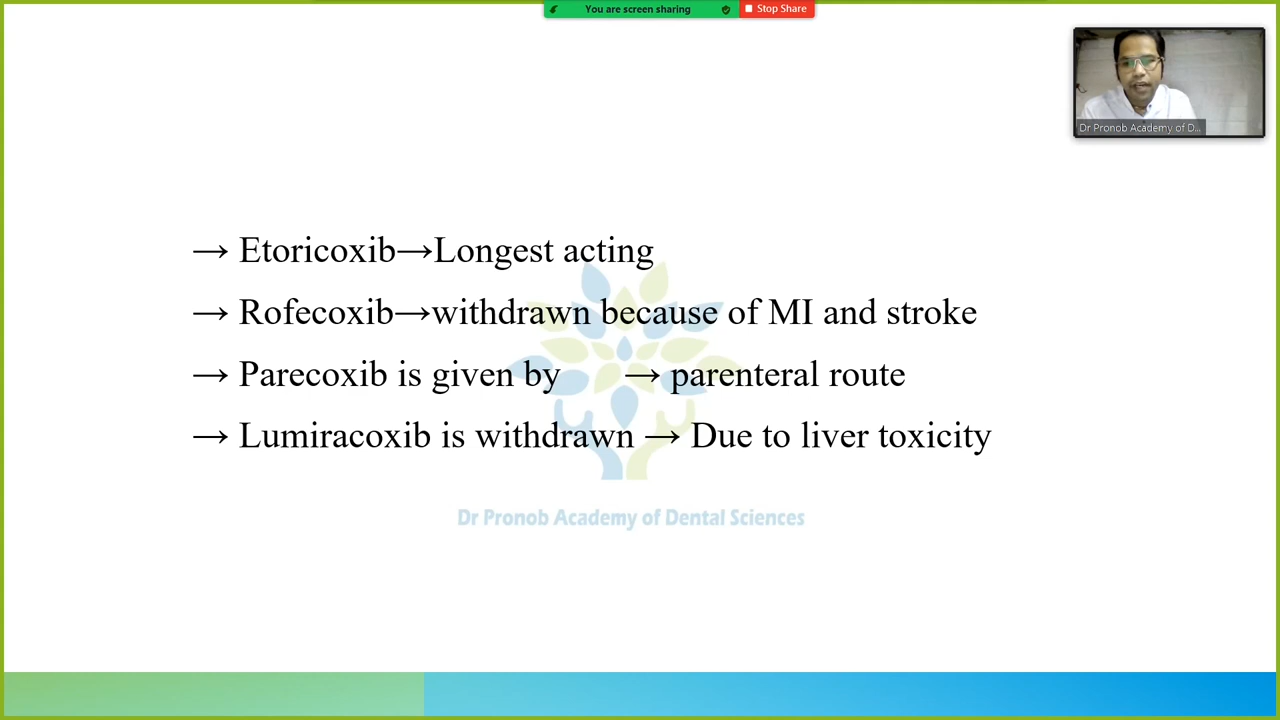 You are screen sharing Stop Share
Dr Pronob Academy of D...
→ Etoricoxib→Longest acting
→ Rofecoxib→withdrawn because of MI and stroke
→ Parecoxib is given by → parenteral route
→ Lumiracoxib is withdrawn → Due to liver toxicity
Dr Pronob Academy of Dental Sciences